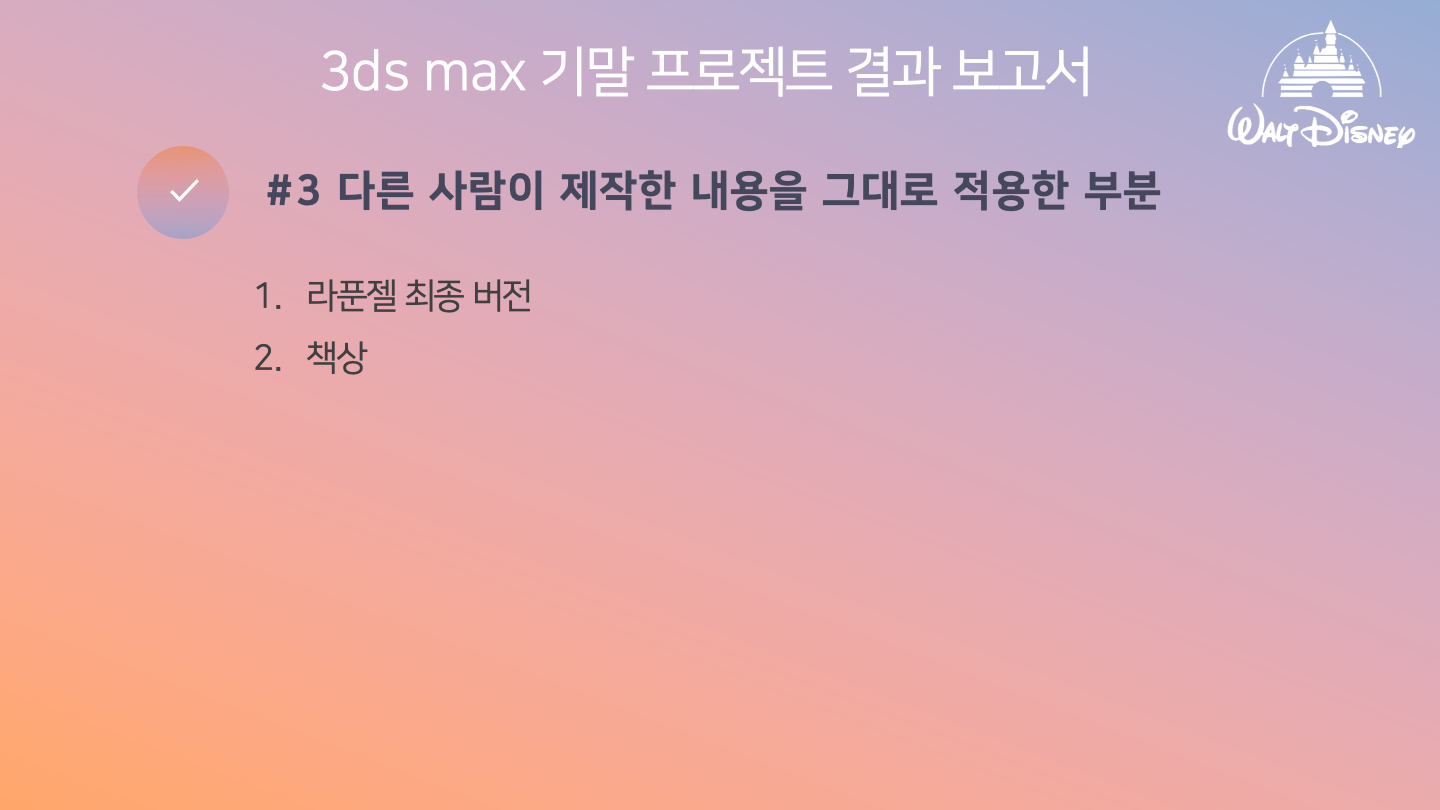 3ds max 기말 프로젝트 결과 보고서
WALT DISNEY
#3 다른 사람이 제작한 내용을 그대로 적용한 부분
1. 라푼젤 최종 버전
2. 책상